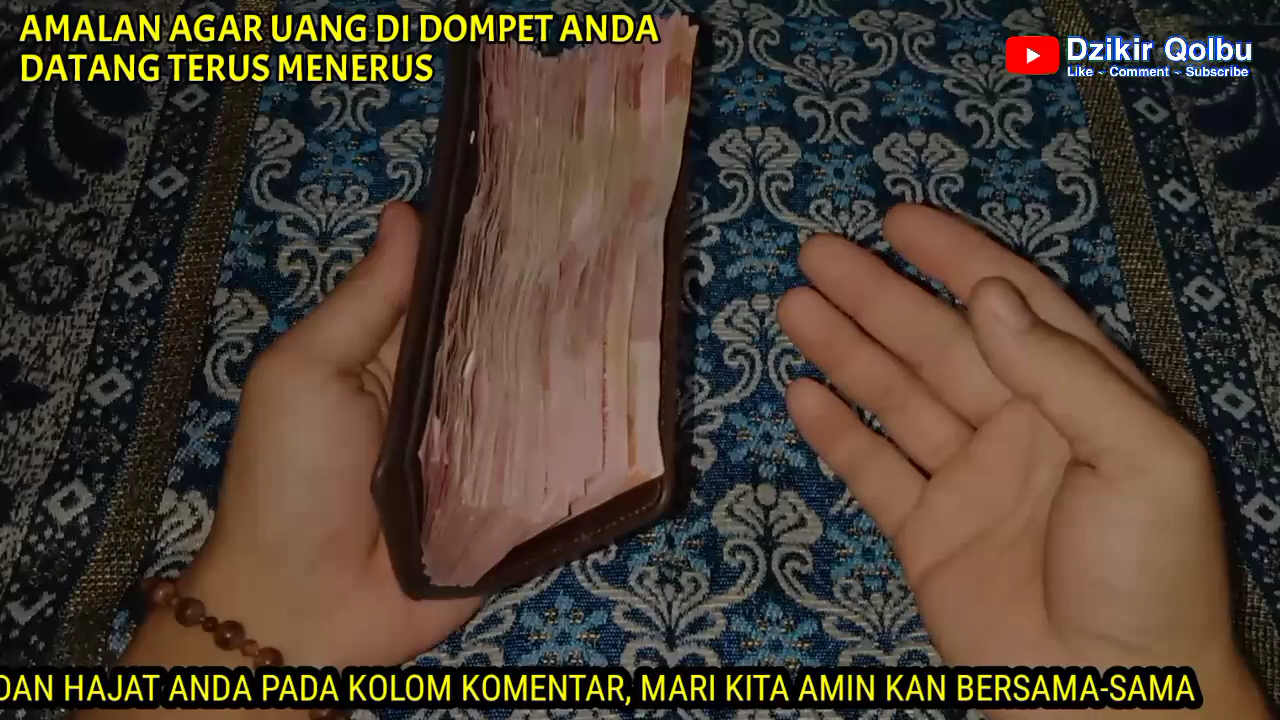 AMALAN AGAR UANG DI DOMPET ANDA
DATANG TERUS MENERUS
Dzikir Qolbu
Like ~ Comment ~ Subscribe
DAN HAJAT ANDA PADA KOLOM KOMENTAR, MARI KITA AMIN KAN BERSAMA-SAMA